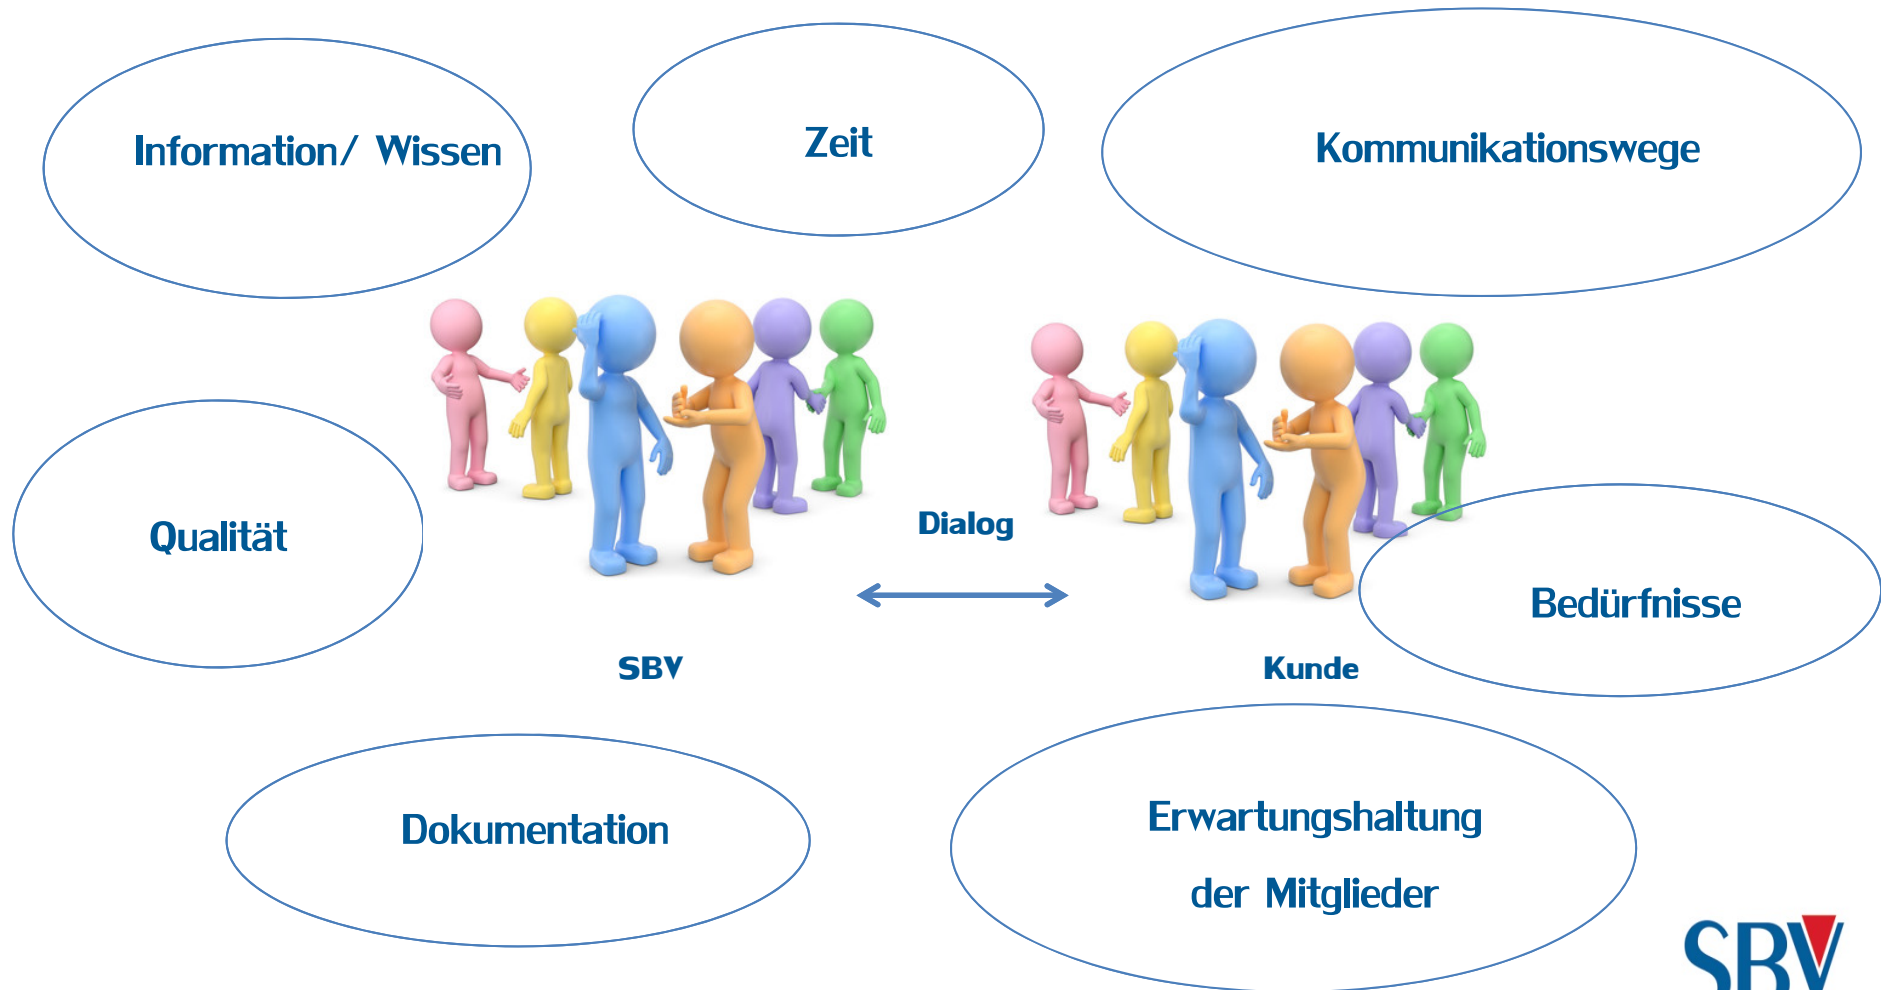 Information/ Wissen
Zeit
Kommunikationswege
Qualität
Dialog
Bedürfnisse
SBV
Kunde
Dokumentation
Erwartungshaltung
der Mitglieder
SBV